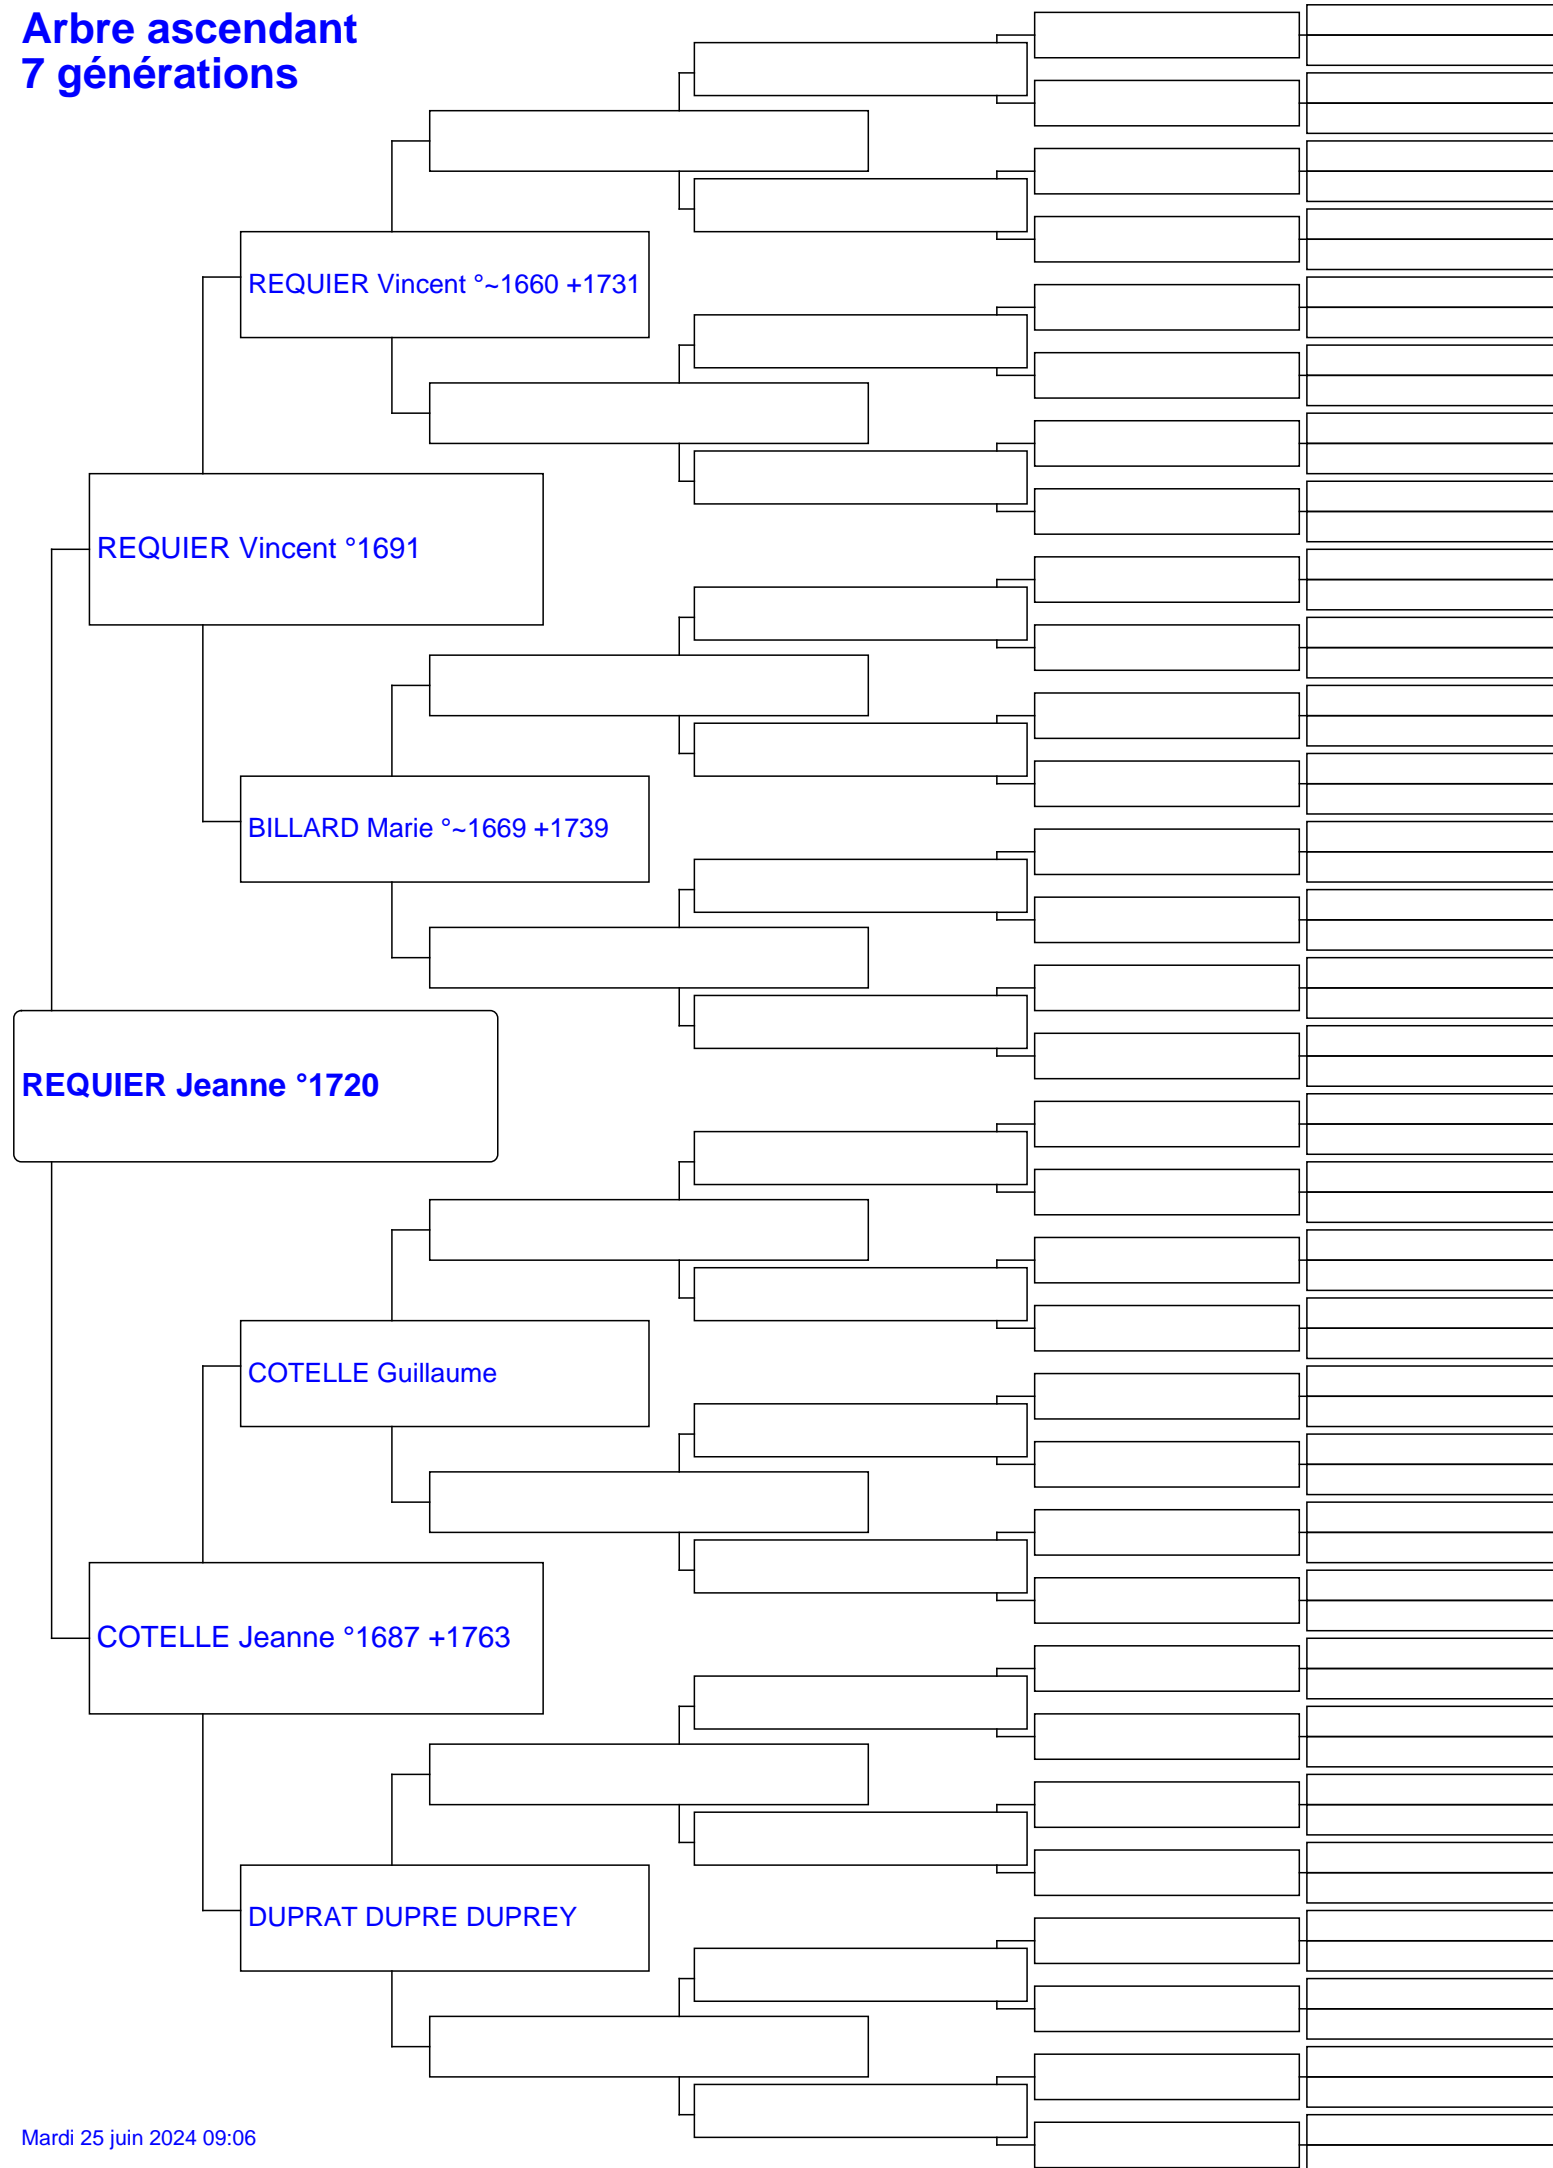 Arbre ascendant
7 générations
REQUIER Vincent °~1660 +1731
REQUIER Vincent °1691
BILLARD Marie °~1669 +1739
REQUIER Jeanne °1720
COTELLE Guillaume
COTELLE Jeanne °1687 +1763
DUPRAT DUPRE DUPREY
Mardi 25 juin 2024 09:06